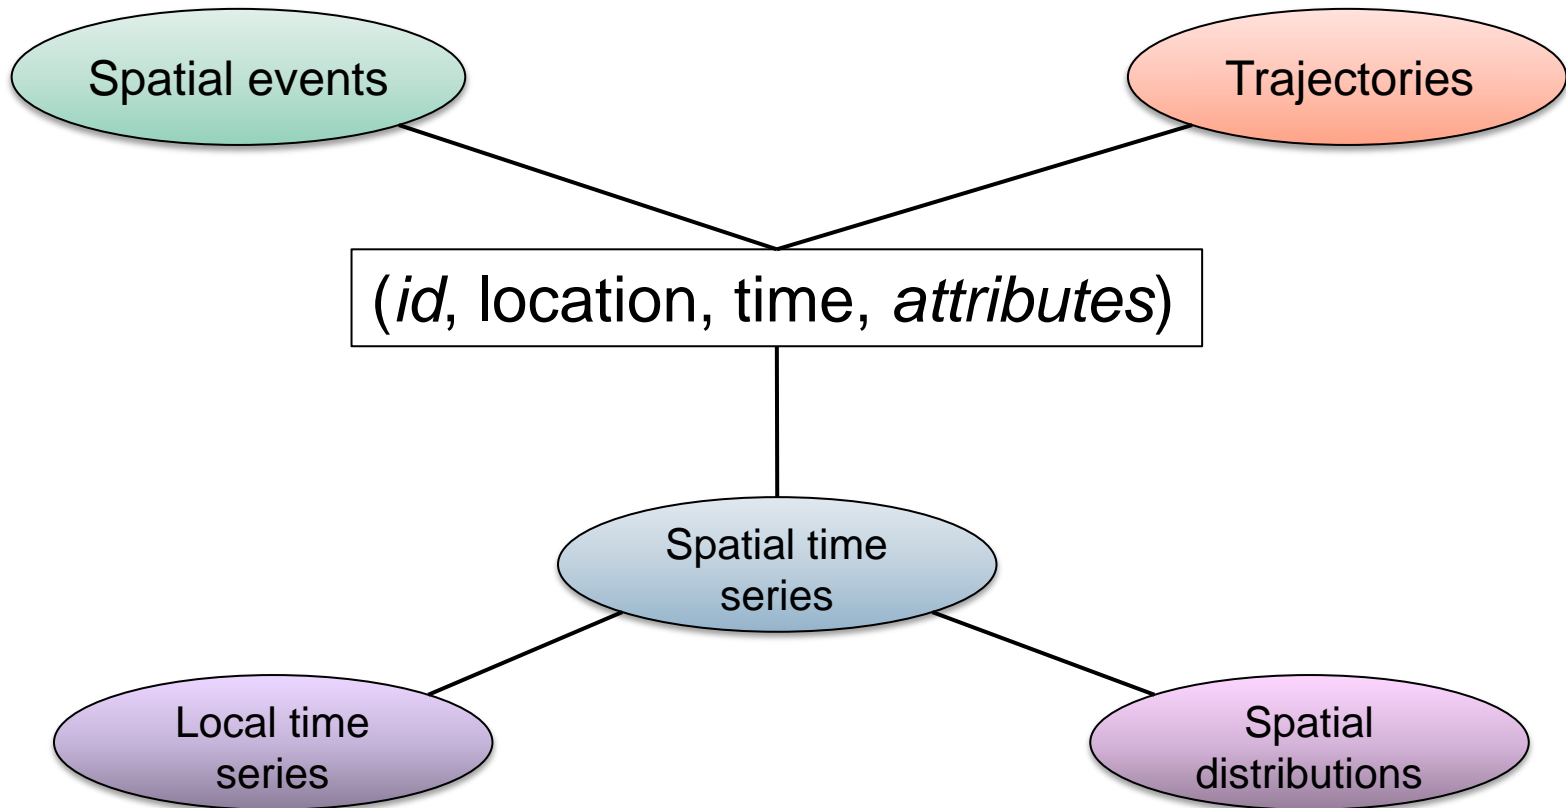 Spatial events
Trajectories
(id, location, time, attributes)
Spatial time
series
Local time
series
Spatial
distributions